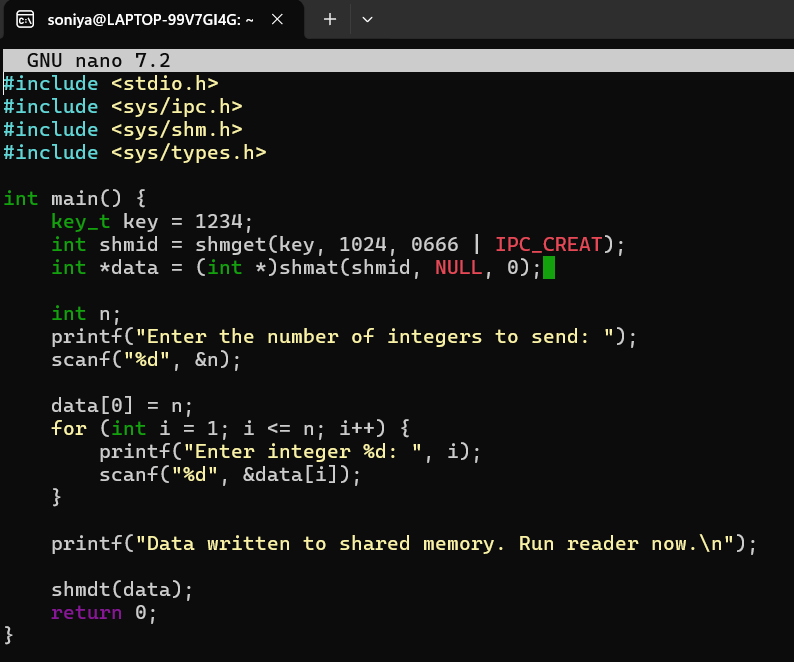 soniya@LAPTOP-99V7GI4G: ~
GNU nano 7.2
#include <stdio.h>
#include <sys/ipc.h>
#include <sys/shm.h>
#include <sys/types.h>

int main() {
    key_t key = 1234;
    int shmid = shmget(key, 1024, 0666 | IPC_CREAT);
    int *data = (int *)shmat(shmid, NULL, 0);

    int n;
    printf("Enter the number of integers to send: ");
    scanf("%d", &n);

    data[0] = n;
    for (int i = 1; i <= n; i++) {
        printf("Enter integer %d: ", i);
        scanf("%d", &data[i]);
    }

    printf("Data written to shared memory. Run reader now.\n");

    shmdt(data);
    return 0;
}